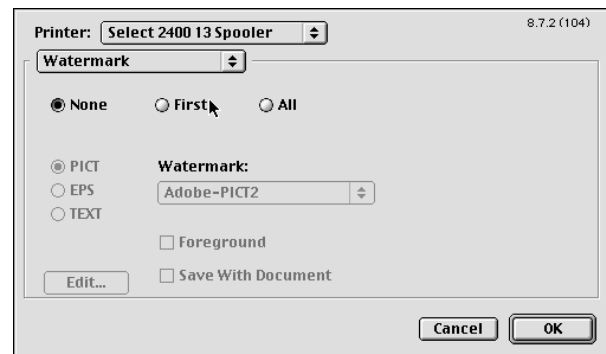 Printer: Select 2400 13 Spooler
8.7.2 (104)
Watermark
None First All
PICT Watermark:
EPS Adobe-PICT2
TEXT
Foreground
Edit... Save With Document
Cancel OK